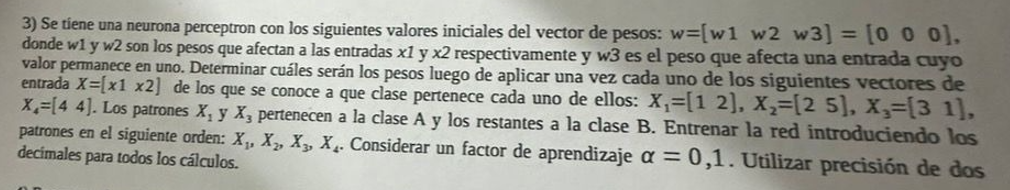 3) Se tiene una neurona perceptron con los siguientes valores iniciales del vector de pesos: w=[w1 w2 w3] = [0 0 0],
donde w1 y w2 son los pesos que afectan a las entradas x1 y x2 respectivamente y w3 es el peso que afecta una entrada cuyo
valor permanece en uno. Determinar cuáles serán los pesos luego de aplicar una vez cada uno de los siguientes vectores de
entrada X=[x1 x2] de los que se conoce a que clase pertenece cada uno de ellos: X₁=[1 2], X₂=[2 5], X₃=[3 1],
X₄=[4 4]. Los patrones X₁ y X₃ pertenecen a la clase A y los restantes a la clase B. Entrenar la red introduciendo los
patrones en el siguiente orden: X₁, X₂, X₃, X₄. Considerar un factor de aprendizaje α = 0,1. Utilizar precisión de dos
decimales para todos los cálculos.